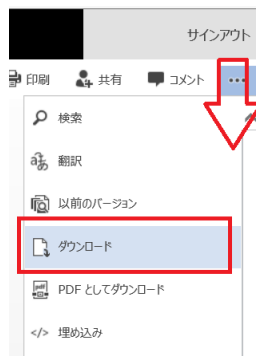 サインアウト
印刷 共有 コメント ...
検索
翻訳
以前のバージョン
ダウンロード
PDF としてダウンロード
埋め込み